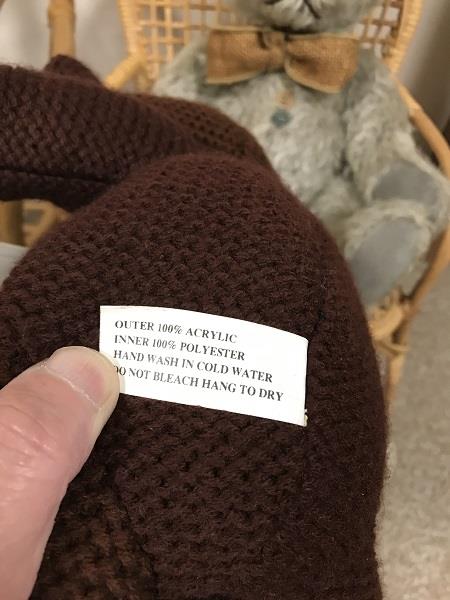 OUTER 100% ACRYLIC
INNER 100% POLYESTER
HAND WASH IN COLD WATER
DO NOT BLEACH HANG TO DRY